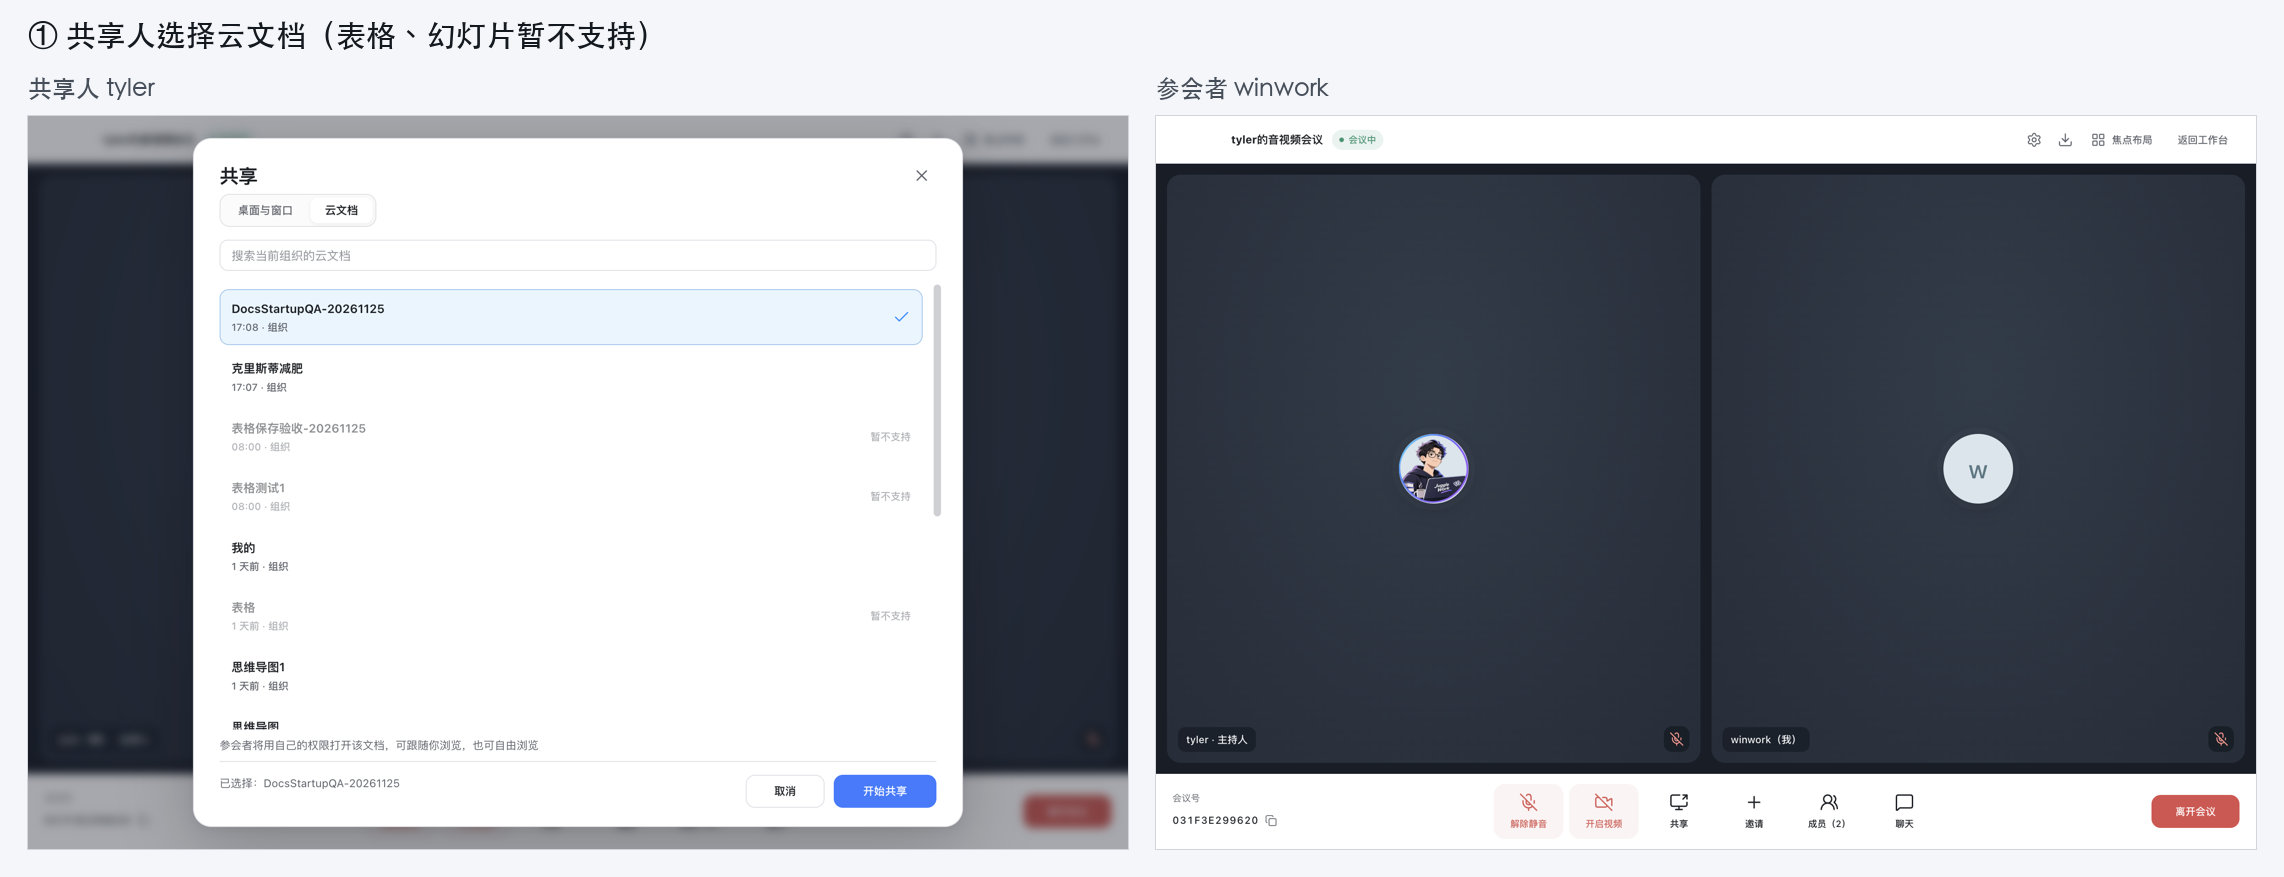 ① 共享人选择云文档（表格、幻灯片暂不支持）
共享人 tyler
共享
桌面与窗口 云文档
搜索当前组织的云文档
DocsStartupQA-20261125
17:08 · 组织
克里斯蒂减肥
17:07 · 组织
表格保存验收-20261125
08:00 · 组织
暂不支持
表格测试1
08:00 · 组织
暂不支持
我的
1 天前 · 组织
表格
1 天前 · 组织
暂不支持
思维导图1
1 天前 · 组织
思维导图
参会者将用自己的权限打开该文档，可跟随你浏览，也可自由浏览
已选择：DocsStartupQA-20261125
取消
开始共享
参会者 winwork
tyler的音视频会议
会议中
焦点布局
返回工作台
W
tyler · 主持人
winwork（我）
会议号
031F3E299620
解除静音
开启视频
共享
邀请
成员（2）
聊天
离开会议